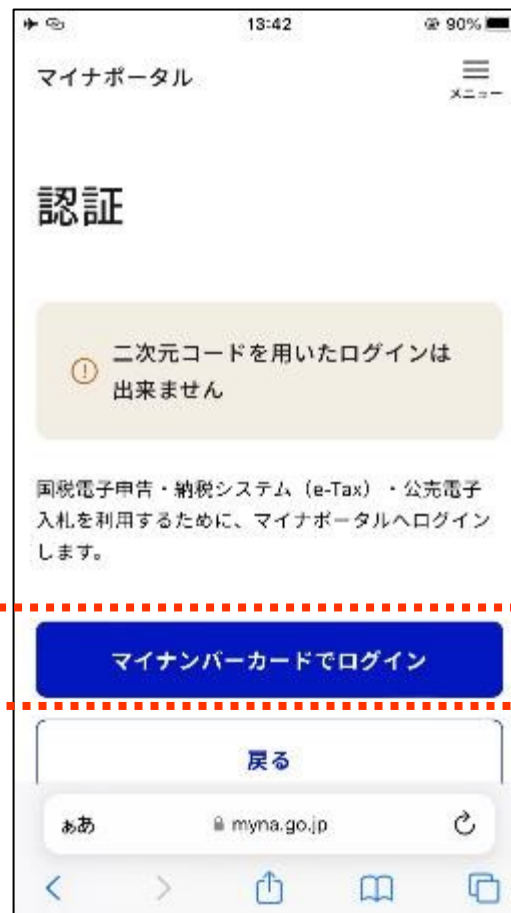 13:42
90%
マイナポータル
メニュー
認証
二次元コードを用いたログインは
出来ません
国税電子申告・納税システム（e-Tax）・公売電子
入札を利用するために、マイナポータルへログイン
します。
マイナンバーカードでログイン
戻る
ぁあ
myna.go.jp